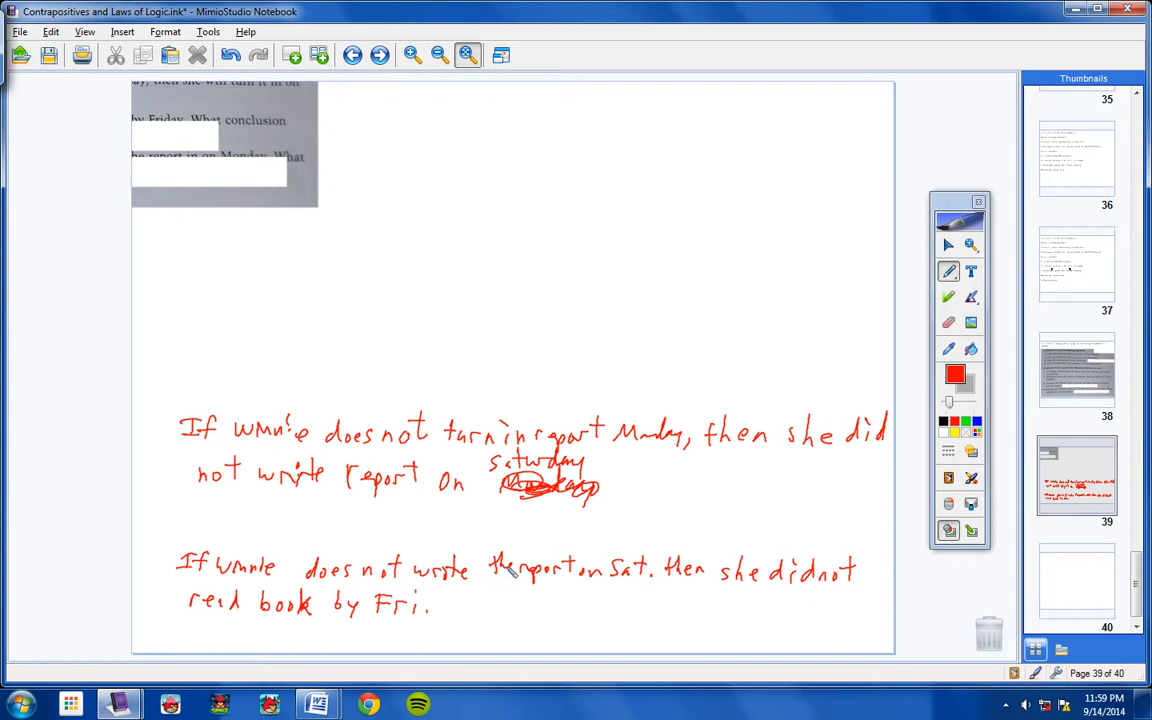 Contrapositives and Laws of Logic.ink* - MimioStudio Notebook
File Edit View Insert Format Tools Help
Thumbnails
35
36
37
38
39
40
ay, then she will turn it in on
by Friday. What conclusion
he report in on Monday. What
If Winnie does not turn in report Monday, then she did
not write report on saturday
If Winnie does not wrote the report on Sat. then she did not
read book by Fri.
Page 39 of 40
11:59 PM
9/14/2014